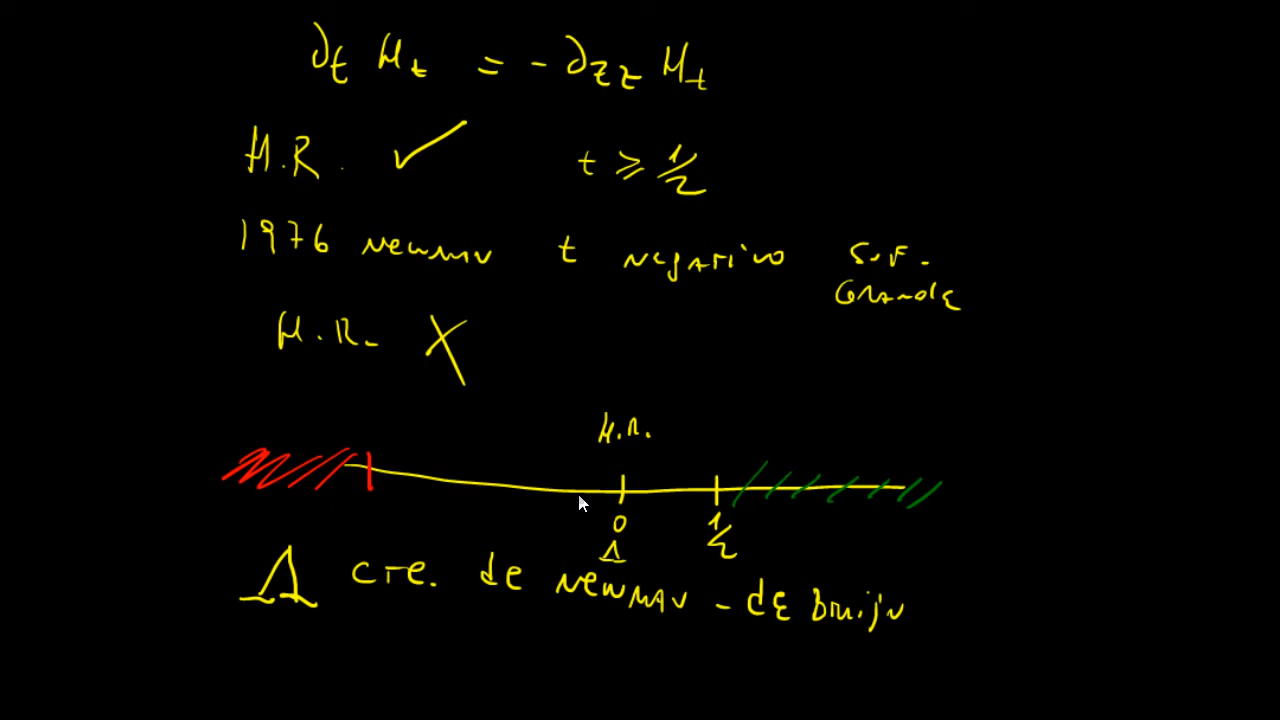 ∂t Ht = - ∂zz Ht
H.R. ✓ t ≥ 1/2
1976 Newman t negativo suf.
Grande
H.R. X
H.R.
0 1/2
Λ
Λ cte. de Newman - de Bruijn